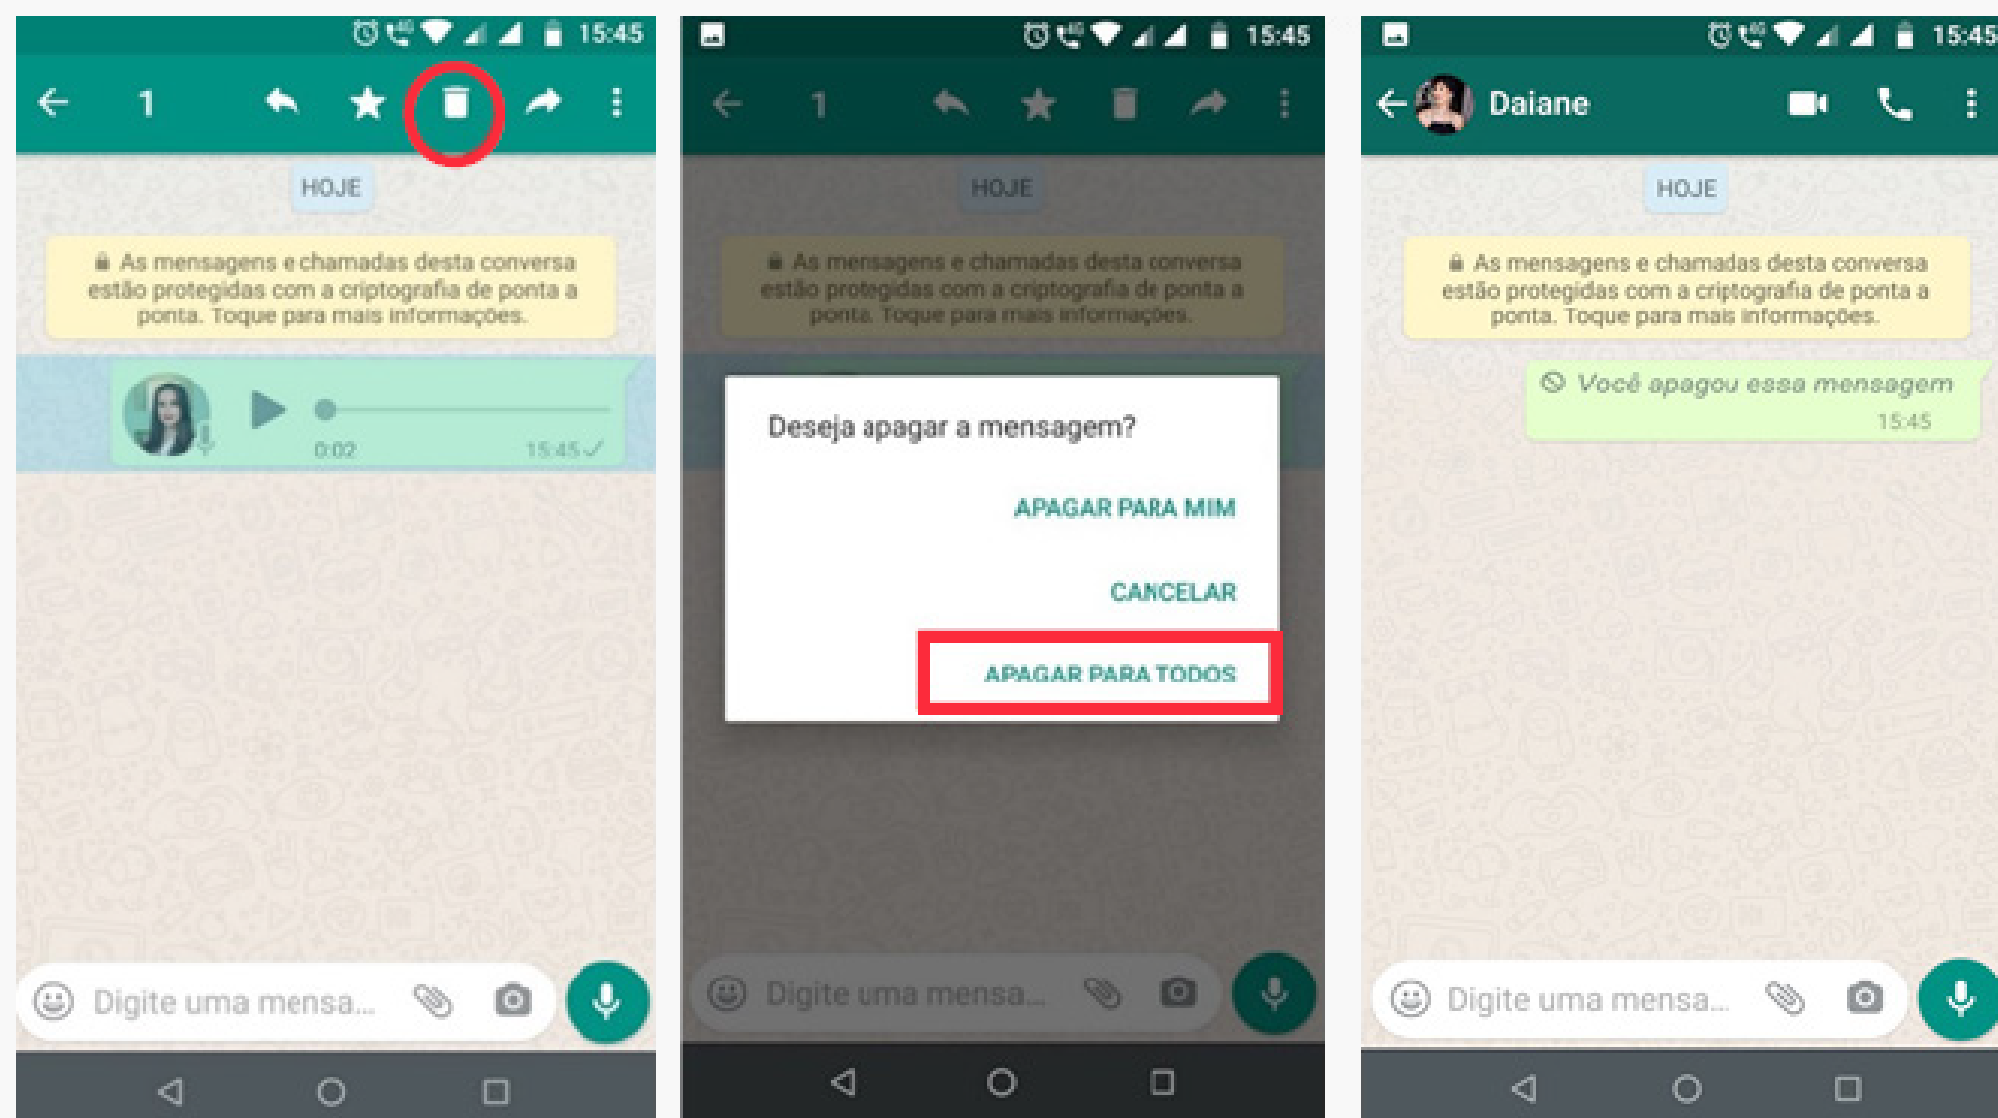 15:45
1
HOJE
As mensagens e chamadas desta conversa
estão protegidas com a criptografia de ponta a
ponta. Toque para mais informações.
0:02
15:45
Digite uma mensa...
15:45
1
HOJE
As mensagens e chamadas desta conversa
estão protegidas com a criptografia de ponta a
ponta. Toque para mais informações.
Deseja apagar a mensagem?
APAGAR PARA MIM
CANCELAR
APAGAR PARA TODOS
Digite uma mensa...
15:45
Daiane
HOJE
As mensagens e chamadas desta conversa
estão protegidas com a criptografia de ponta a
ponta. Toque para mais informações.
Você apagou essa mensagem
15:45
Digite uma mensa...